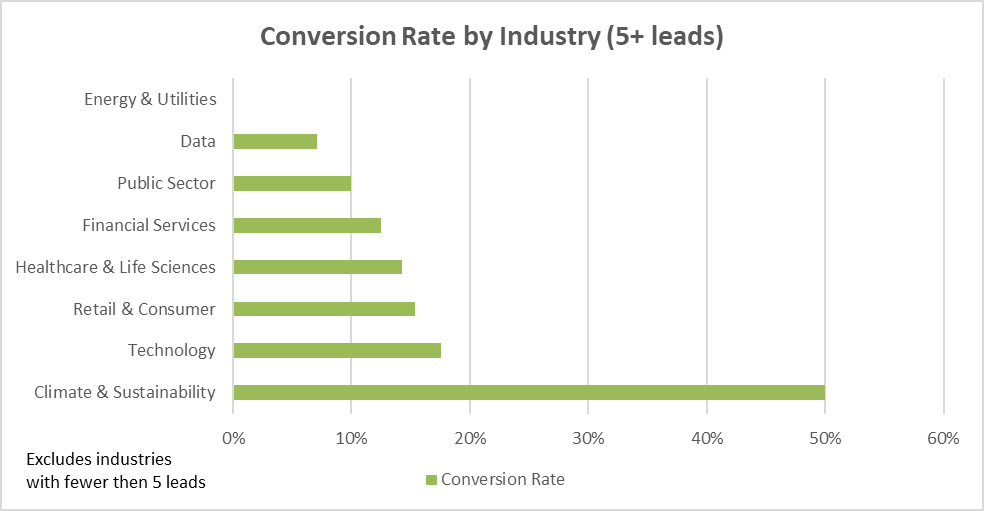 Conversion Rate by Industry (5+ leads)
Energy & Utilities
Data
Public Sector
Financial Services
Healthcare & Life Sciences
Retail & Consumer
Technology
Climate & Sustainability
0% 10% 20% 30% 40% 50% 60%
Excludes industries
with fewer then 5 leads
Conversion Rate